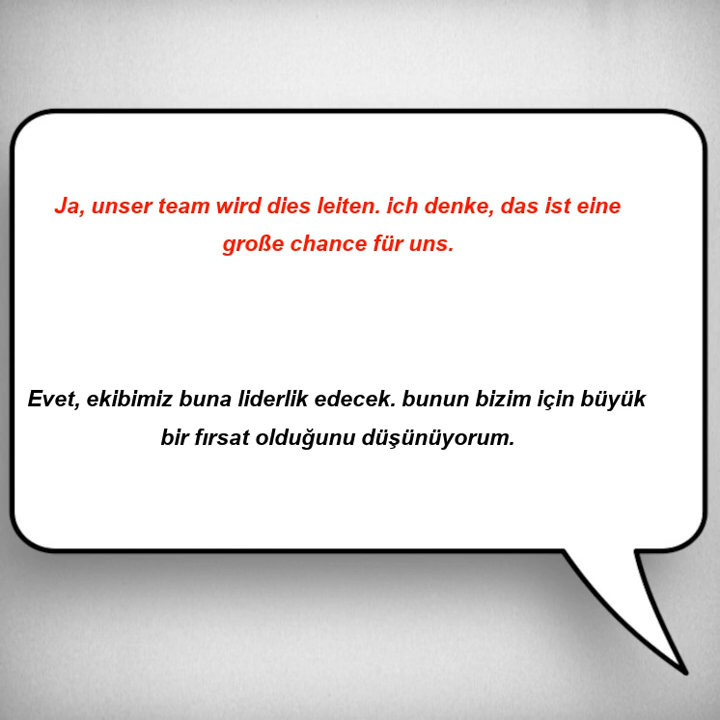 Ja, unser team wird dies leiten. ich denke, das ist eine
große chance für uns.
Evet, ekibimiz buna liderlik edecek. bunun bizim için büyük
bir fırsat olduğunu düşünüyorum.